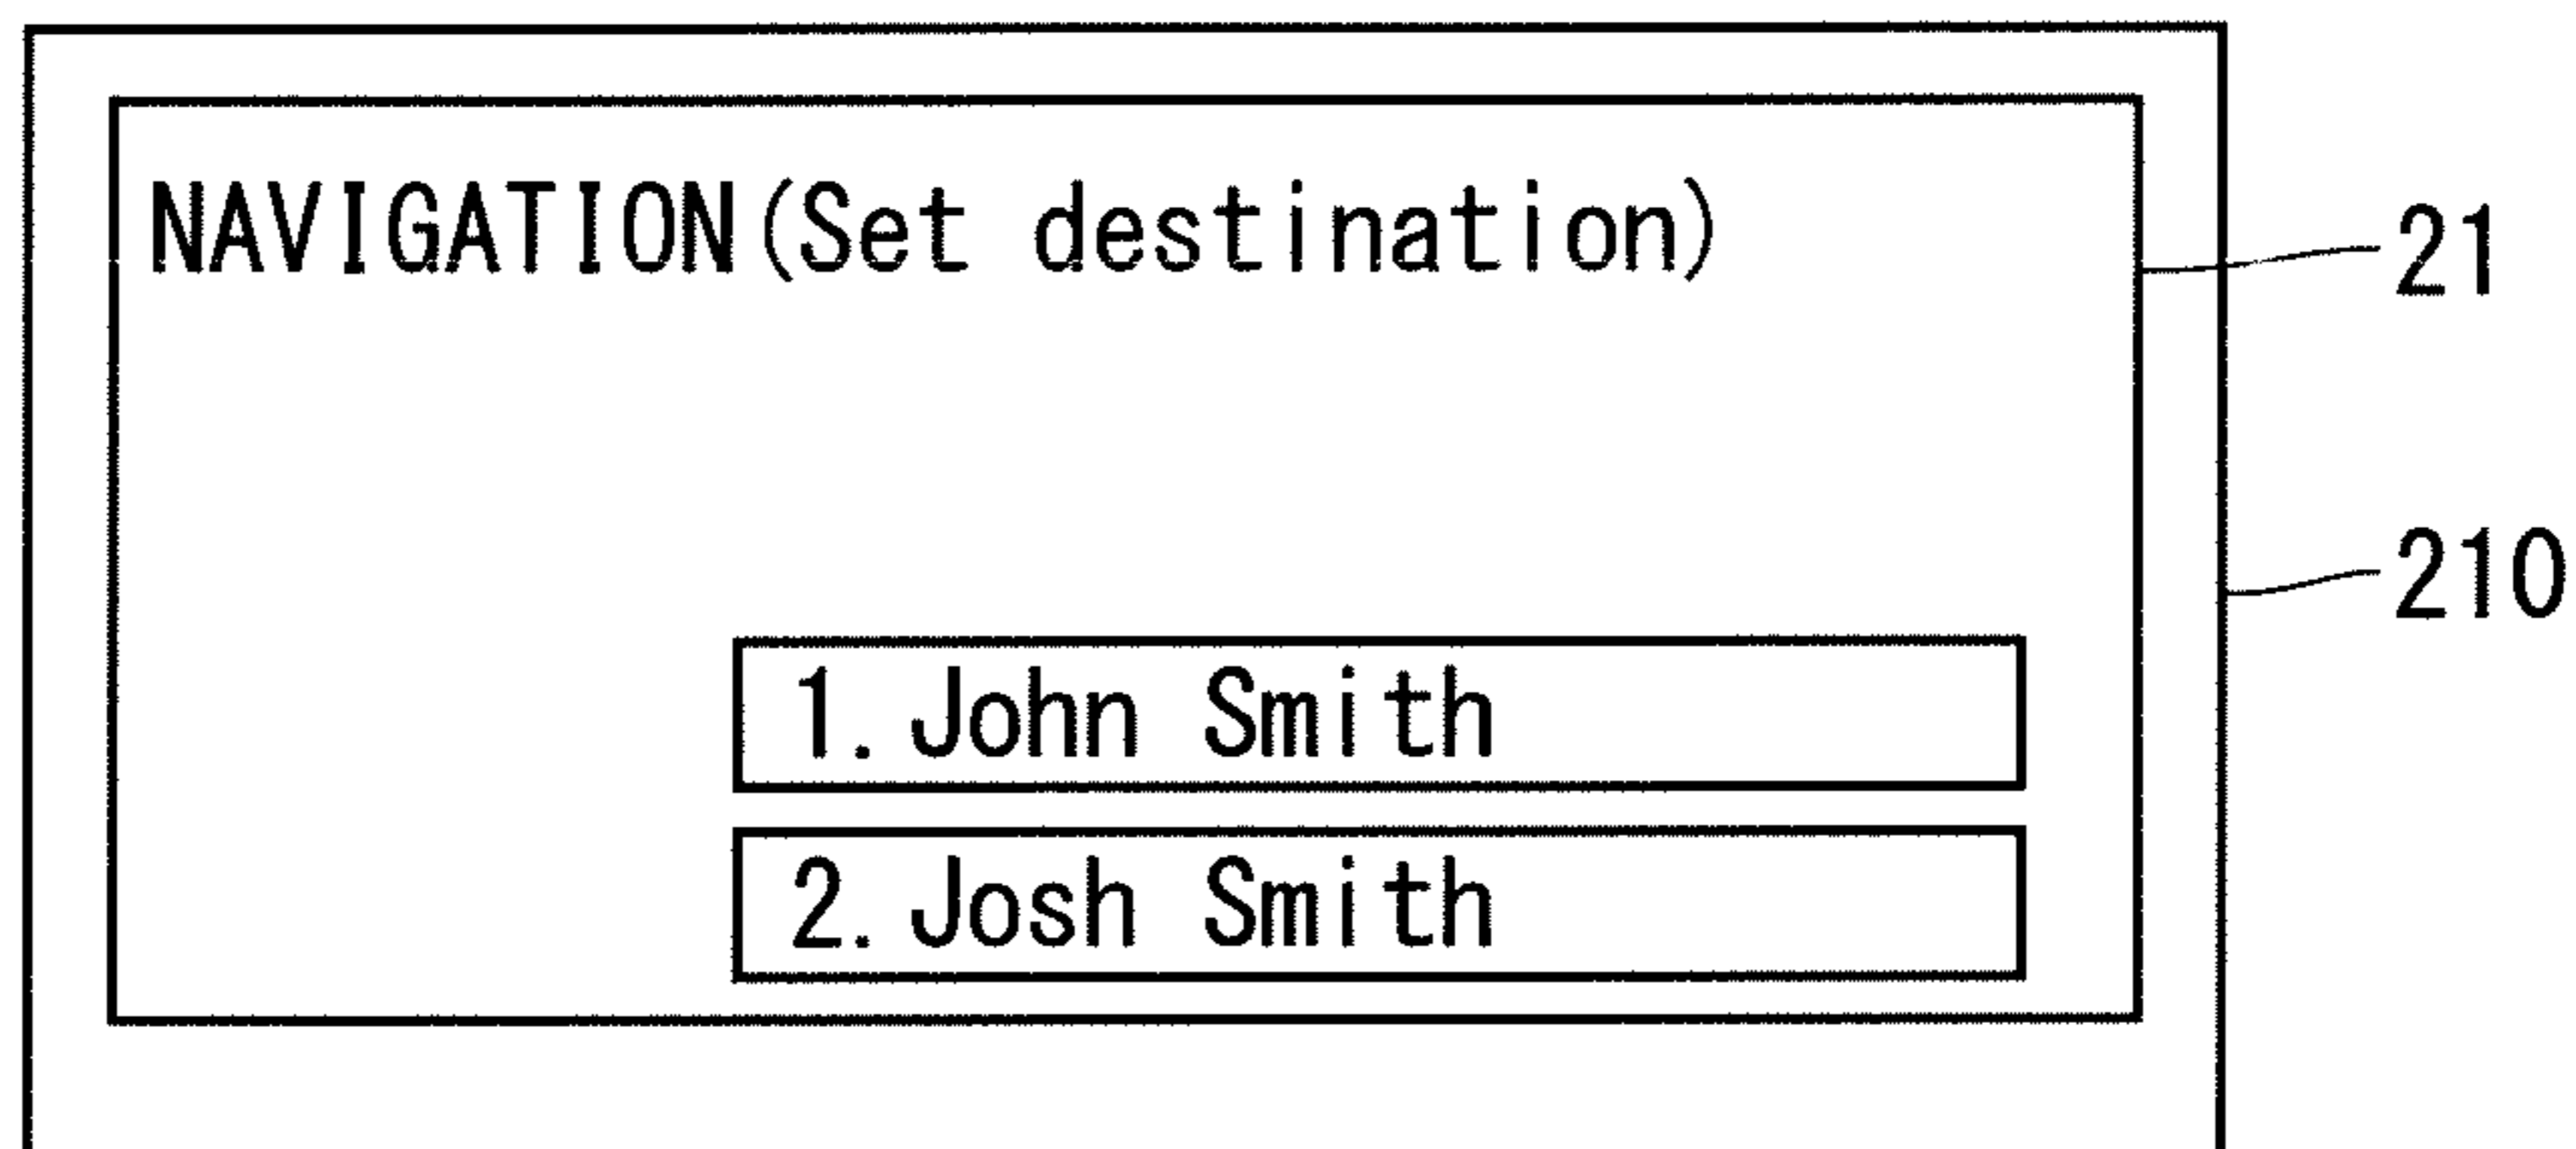 NAVIGATION(Set destination)
21
210
1. John Smith
2. Josh Smith